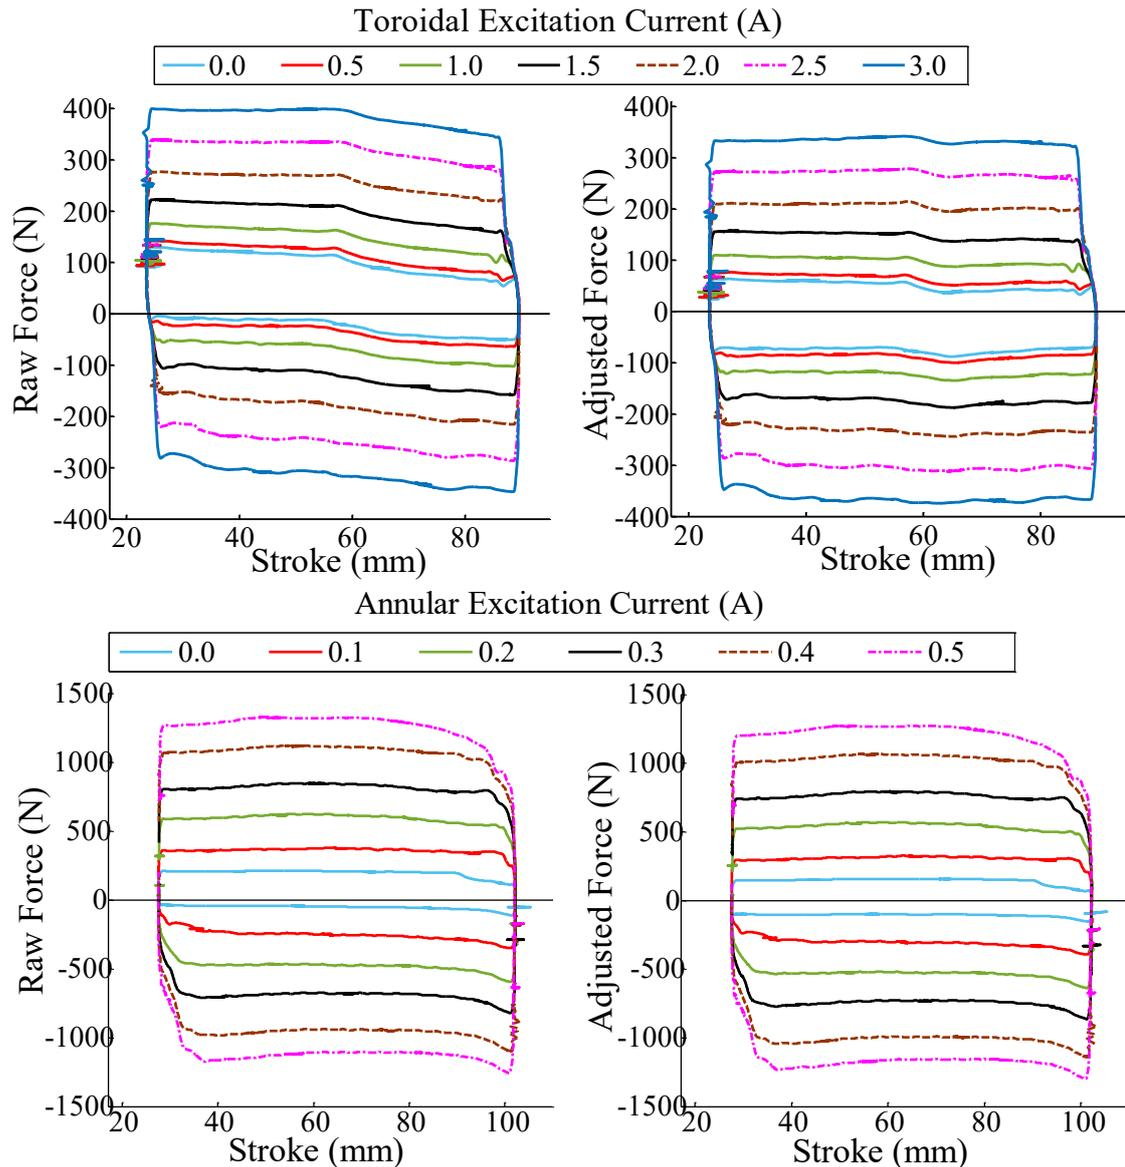 Toroidal Excitation Current (A)
0.0 0.5 1.0 1.5 2.0 2.5 3.0
Raw Force (N)
400
300
200
100
0
-100
-200
-300
-400
20 40 60 80
Stroke (mm)
Adjusted Force (N)
400
300
200
100
0
-100
-200
-300
-400
20 40 60 80
Stroke (mm)
Annular Excitation Current (A)
0.0 0.1 0.2 0.3 0.4 0.5
Raw Force (N)
1500
1000
500
0
-500
-1000
-1500
20 40 60 80 100
Stroke (mm)
Adjusted Force (N)
1500
1000
500
0
-500
-1000
-1500
20 40 60 80 100
Stroke (mm)